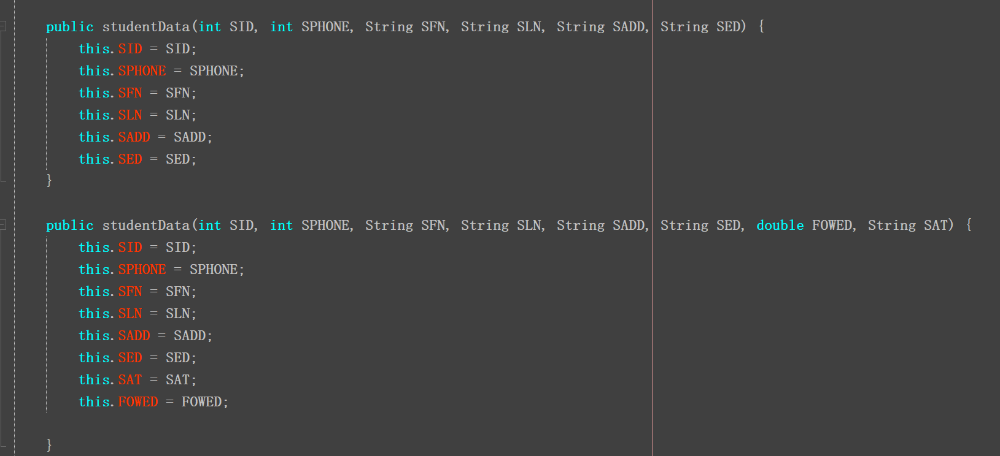 public studentData(int SID, int SPHONE, String SFN, String SLN, String SADD, String SED) {
this.SID = SID;
this.SPHONE = SPHONE;
this.SFN = SFN;
this.SLN = SLN;
this.SADD = SADD;
this.SED = SED;
}
public studentData(int SID, int SPHONE, String SFN, String SLN, String SADD, String SED, double FOWED, String SAT) {
this.SID = SID;
this.SPHONE = SPHONE;
this.SFN = SFN;
this.SLN = SLN;
this.SADD = SADD;
this.SED = SED;
this.SAT = SAT;
this.FOWED = FOWED;
}